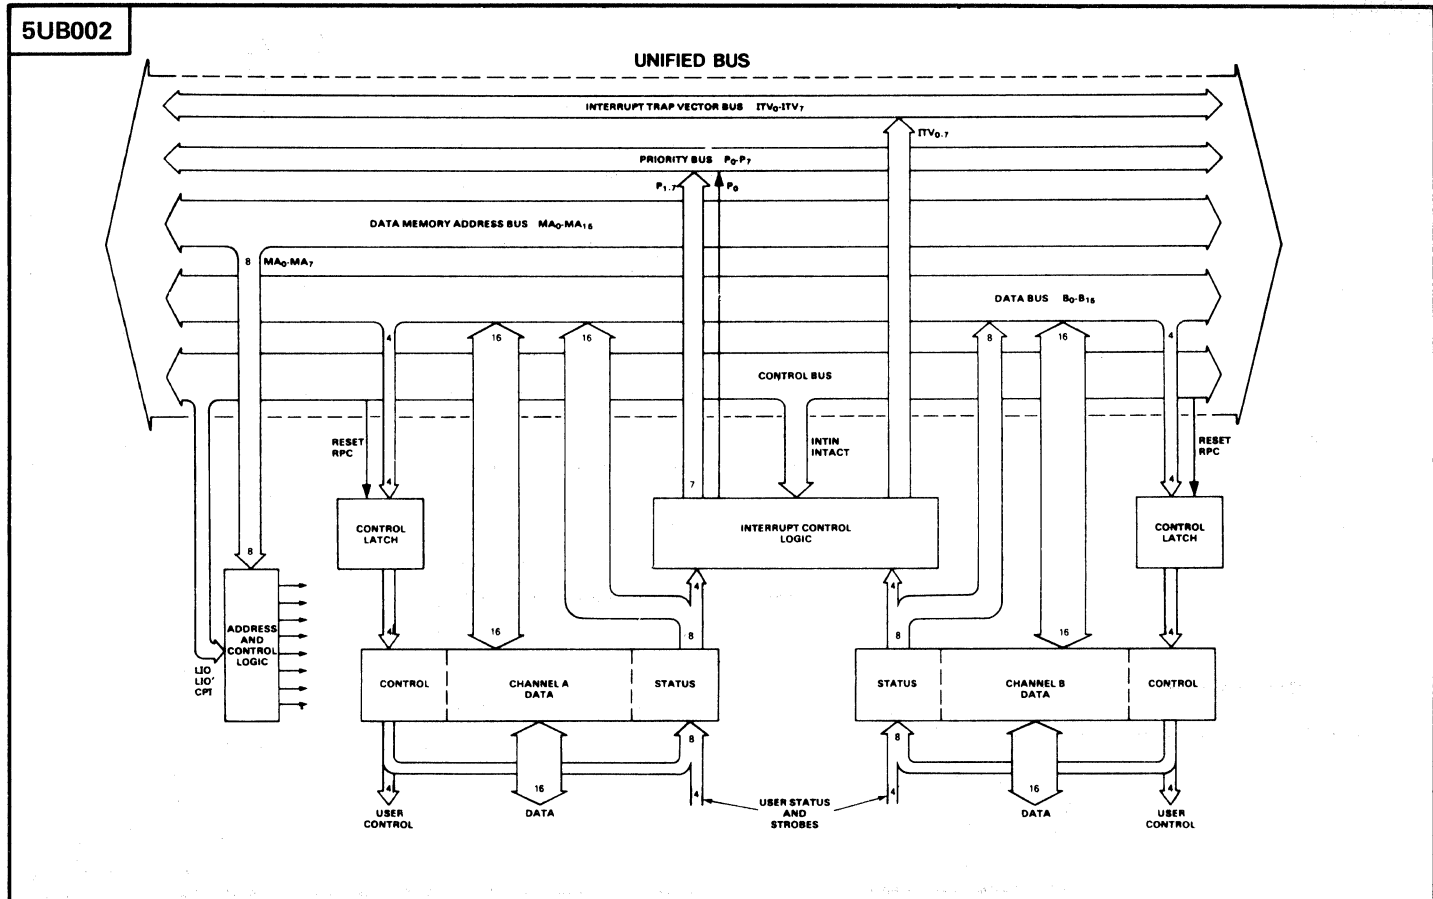 5UB002
UNIFIED BUS
INTERRUPT TRAP VECTOR BUS ITV0-ITV7
ITV0-7
PRIORITY BUS P0-P7
P1-7
P0
DATA MEMORY ADDRESS BUS MA0-MA15
8
MA0-MA7
DATA BUS B0-B15
4
16
16
8
16
4
CONTROL BUS
RESET
RPC
INTIN
INTACT
RESET
RPC
4
7
4
CONTROL
LATCH
INTERRUPT CONTROL
LOGIC
CONTROL
LATCH
8
4
4
ADDRESS
AND
CONTROL
LOGIC
4
16
8
8
16
4
LIO
LIO'
CPT
CONTROL
CHANNEL A
DATA
STATUS
STATUS
CHANNEL B
DATA
CONTROL
8
8
4
16
4
4
16
4
USER
CONTROL
DATA
USER STATUS
AND
STROBES
DATA
USER
CONTROL